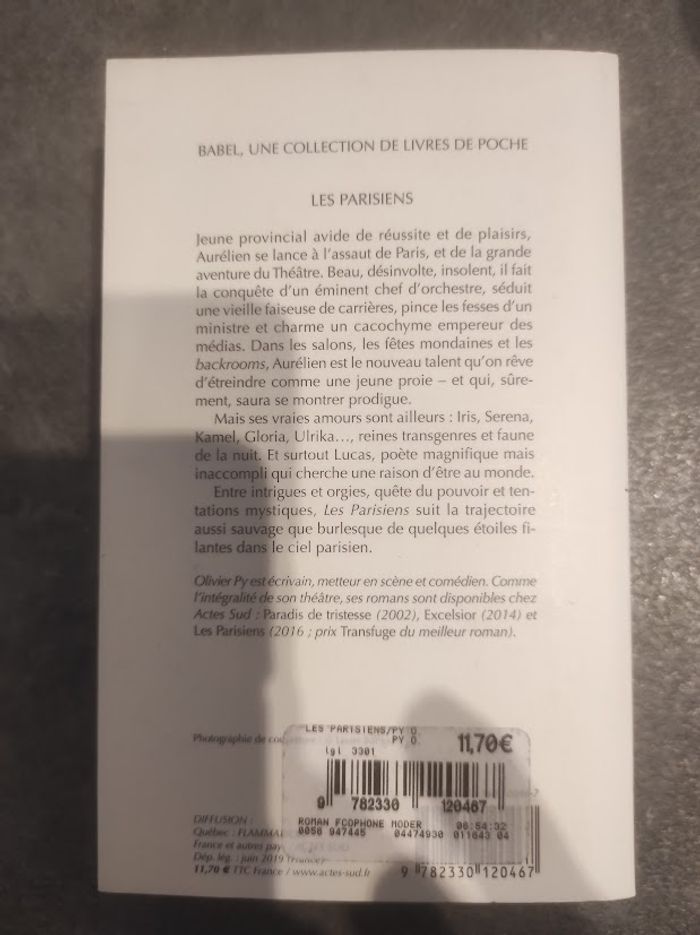 BABEL, UNE COLLECTION DE LIVRES DE POCHE
LES PARISIENS
Jeune provincial avide de réussite et de plaisirs,
Aurélien se lance à l’assaut de Paris, et de la grande
aventure du Théâtre. Beau, désinvolte, insolent, il fait
la conquête d’un éminent chef d’orchestre, séduit
une vieille faiseuse de carrières, pince les fesses d’un
ministre et charme un cacochyme empereur des
médias. Dans les salons, les fêtes mondaines et les
backrooms, Aurélien est le nouveau talent qu’on rêve
d’étreindre comme une jeune proie – et qui, sûre-
ment, saura se montrer prodigue.
Mais ses vraies amours sont ailleurs : Iris, Serena,
Kamel, Gloria, Ulrika…, reines transgenres et faune
de la nuit. Et surtout Lucas, poète magnifique mais
inaccompli qui cherche une raison d’être au monde.
Entre intrigues et orgies, quête du pouvoir et ten-
tations mystiques, Les Parisiens suit la trajectoire
aussi sauvage que burlesque de quelques étoiles fi-
lantes dans le ciel parisien.
Olivier Py est écrivain, metteur en scène et comédien. Comme
l’intégralité de son théâtre, ses romans sont disponibles chez
Actes Sud : Paradis de tristesse (2002), Excelsior (2014) et
Les Parisiens (2016 ; prix Transfuge du meilleur roman).
Photographie de
LES PARISIENS/PY O.
PY O. 11,70€
lgl 3301
9 782330 120467
ROMAN FCOPHONE MODER 06:54:32
0058 947445 04474930 011643 04
DIFFUSION :
Québec :
France et autres
Dép. lég. : juin 2019
11,70 € TTC France / www.actes-sud.fr
9 782330 120467